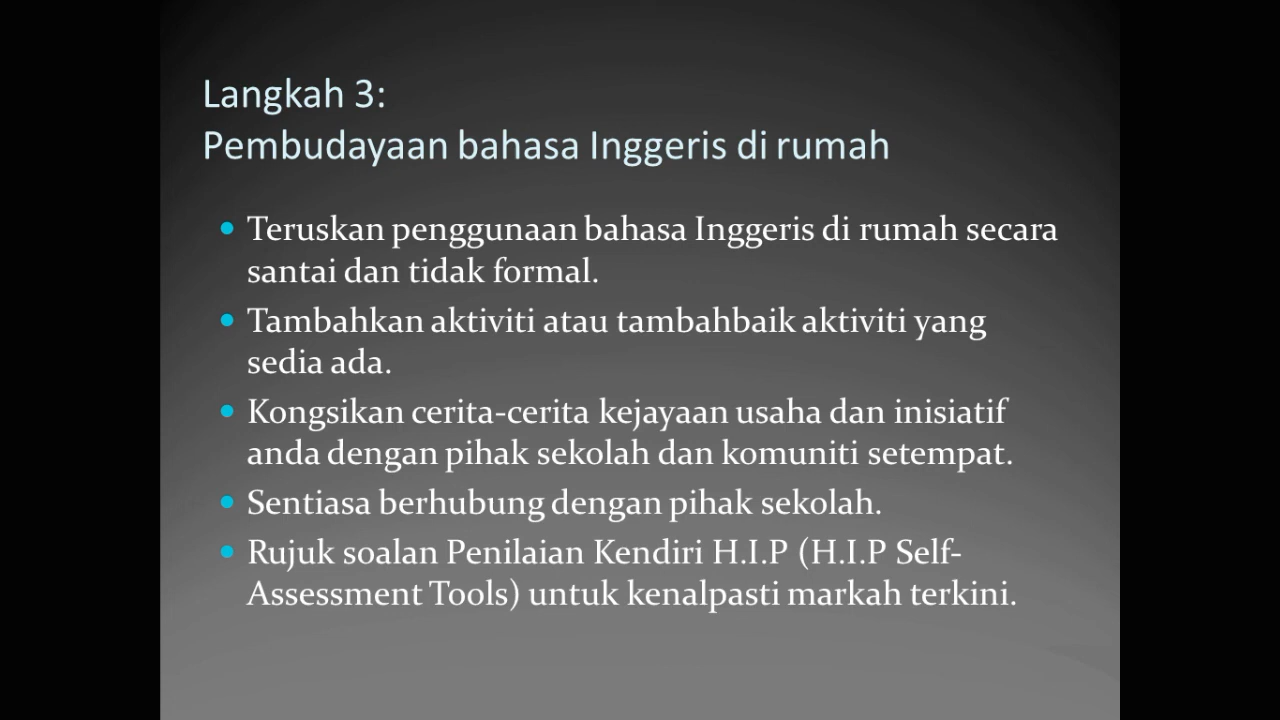 Langkah 3:
Pembudayaan bahasa Inggeris di rumah
• Teruskan penggunaan bahasa Inggeris di rumah secara
santai dan tidak formal.
• Tambahkan aktiviti atau tambahbaik aktiviti yang
sedia ada.
• Kongsikan cerita-cerita kejayaan usaha dan inisiatif
anda dengan pihak sekolah dan komuniti setempat.
• Sentiasa berhubung dengan pihak sekolah.
• Rujuk soalan Penilaian Kendiri H.I.P (H.I.P Self-
Assessment Tools) untuk kenalpasti markah terkini.